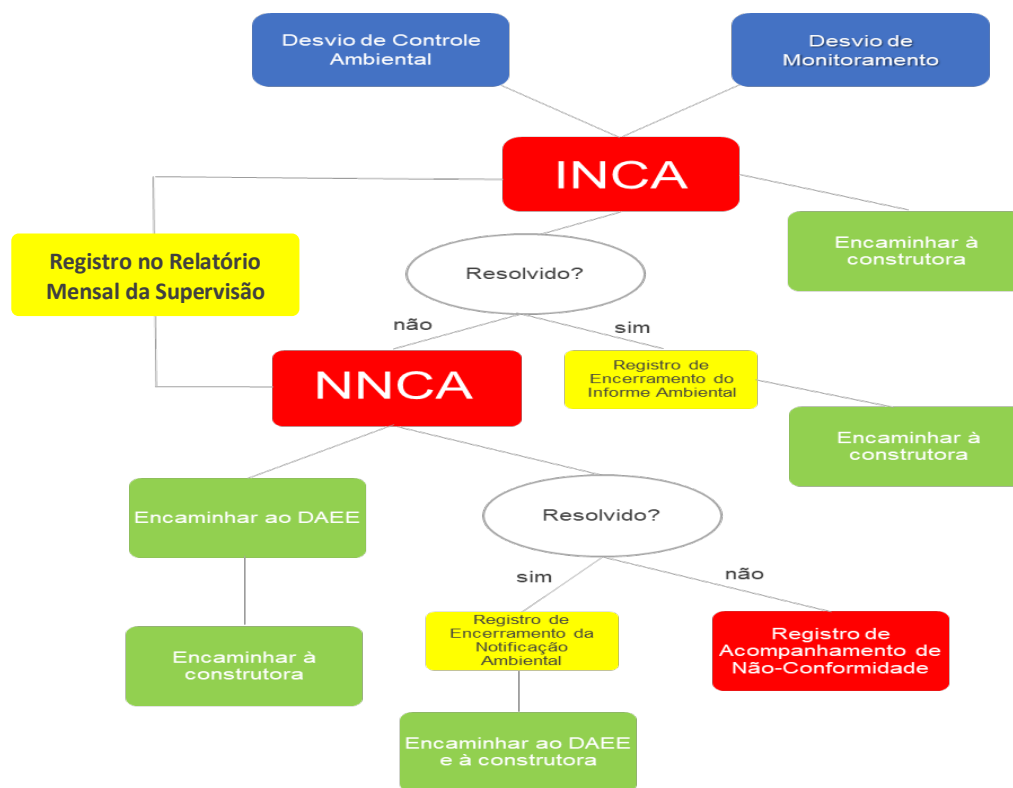 Desvio de Controle
Ambiental
Desvio de
Monitoramento
INCA
Encaminhar à
construtora
Registro no Relatório
Mensal da Supervisão
Resolvido?
não
sim
NNCA
Registro de
Encerramento do
Informe Ambiental
Encaminhar à
construtora
Encaminhar ao DAEE
Resolvido?
sim
não
Encaminhar à
construtora
Registro de
Encerramento da
Notificação
Ambiental
Registro de
Acompanhamento de
Não-Conformidade
Encaminhar ao DAEE
e à construtora